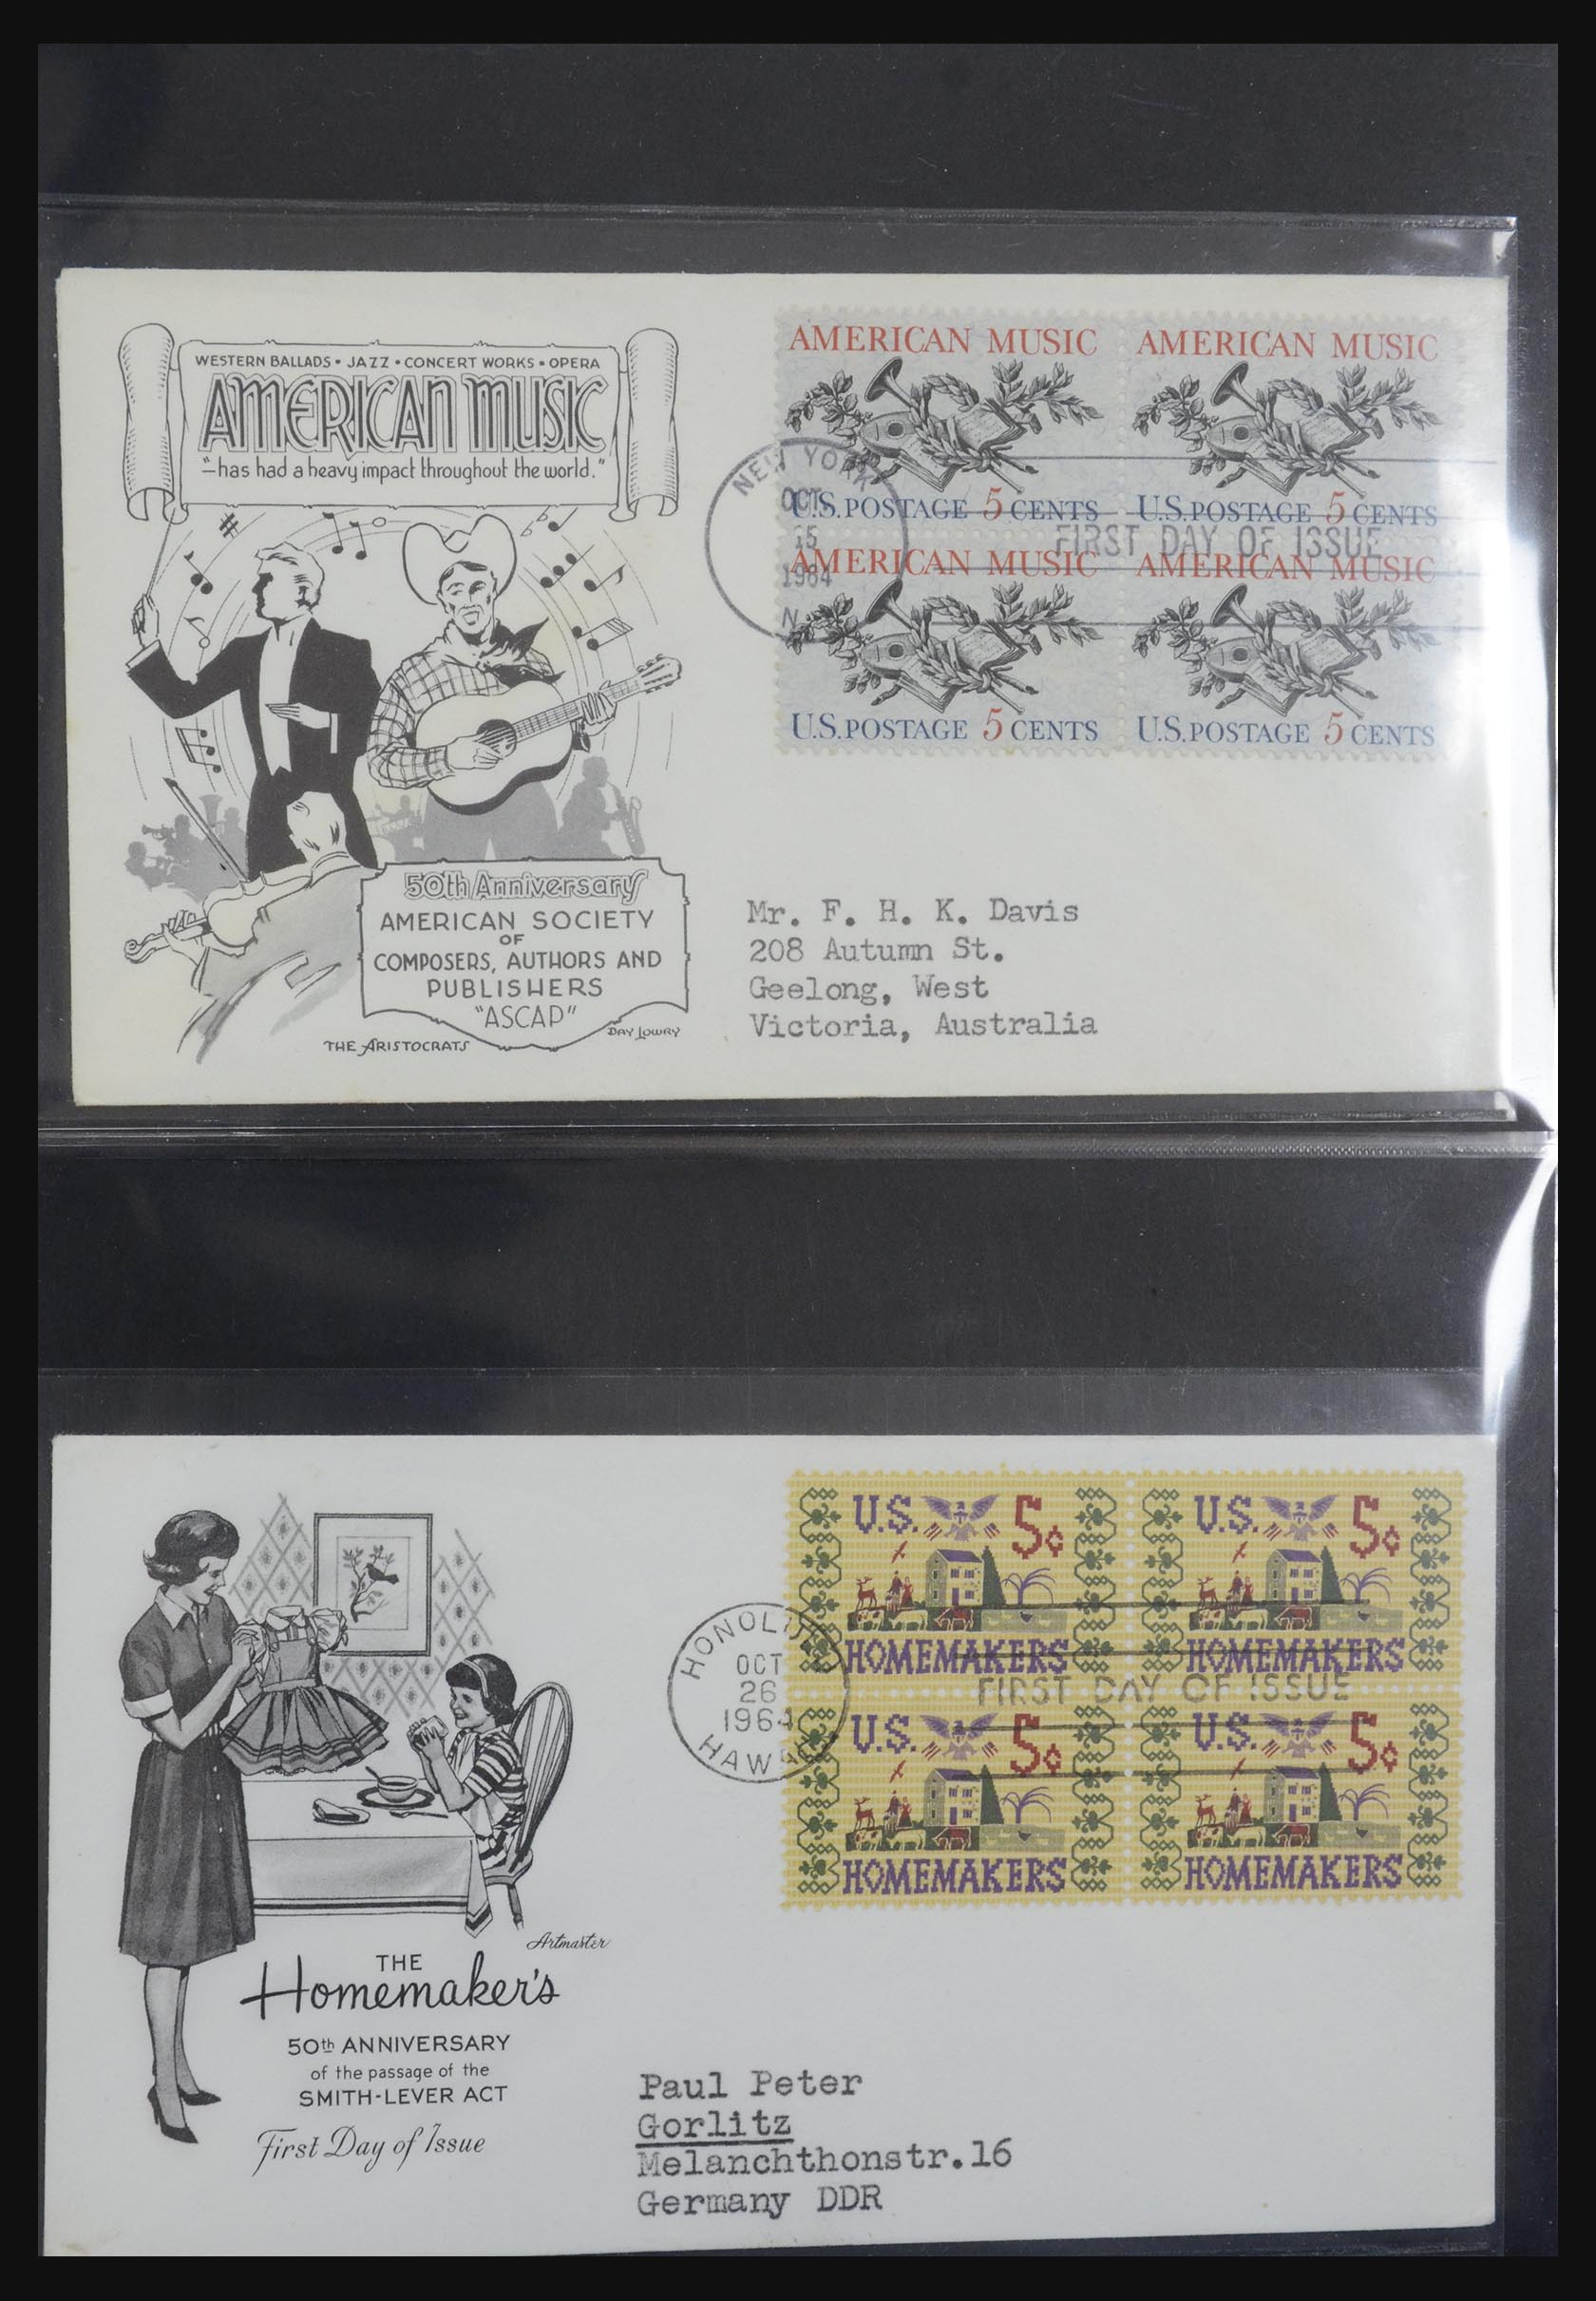 WESTERN BALLADS • JAZZ • CONCERT WORKS • OPERA
AMERICAN MUSIC
"—has had a heavy impact throughout the world."
50th Anniversary
AMERICAN SOCIETY
OF
COMPOSERS, AUTHORS AND
PUBLISHERS
"ASCAP"
DAY LOWRY
THE ARISTOCRATS
AMERICAN MUSIC
U.S.POSTAGE 5 CENTS
AMERICAN MUSIC
U.S.POSTAGE 5 CENTS
AMERICAN MUSIC
U.S.POSTAGE 5 CENTS
AMERICAN MUSIC
U.S.POSTAGE 5 CENTS
NEW YORK
OCT
15
1964
N
FIRST DAY OF ISSUE
Mr. F. H. K. Davis
208 Autumn St.
Geelong, West
Victoria, Australia
U.S. 5¢
HOMEMAKERS
U.S. 5¢
HOMEMAKERS
U.S. 5¢
HOMEMAKERS
U.S. 5¢
HOMEMAKERS
HONOL
OCT
26
1964
HAW
FIRST DAY OF ISSUE
Artmaster
THE
Homemaker's
50th ANNIVERSARY
of the passage of the
SMITH-LEVER ACT
First Day of Issue
Paul Peter
Gorlitz
Melanchthonstr.16
Germany DDR